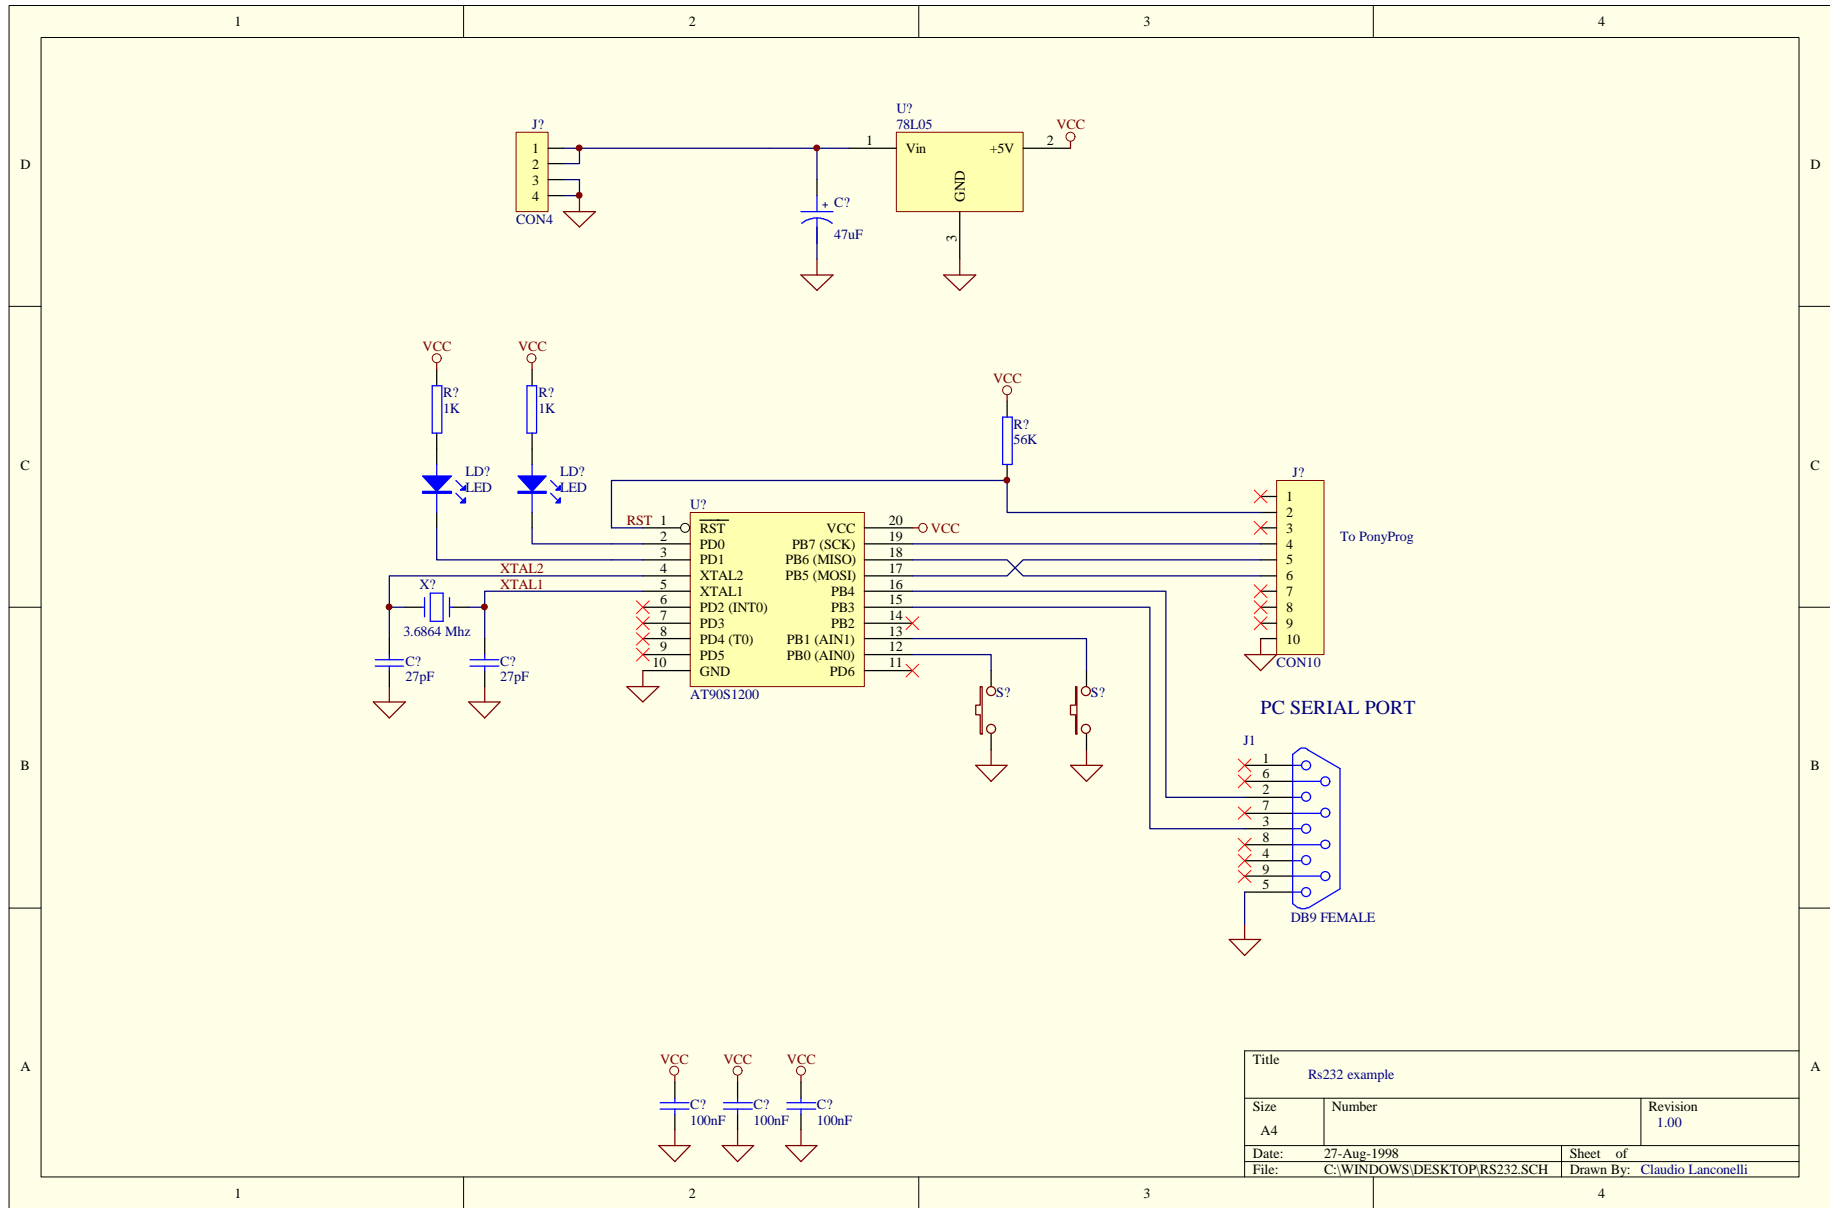 1 2 3 4
D D
J?
1
2
3
4
CON4
U?
78L05
1 Vin +5V 2
GND
3
VCC
+ C?
47uF
VCC VCC
R? R?
1K 1K
C C
LD? LD?
LED LED
VCC
R?
56K
U?
RST 1 RST VCC 20 VCC
2 PD0 PB7 (SCK) 19
3 PD1 PB6 (MISO) 18
XTAL2 4 XTAL2 PB5 (MOSI) 17
XTAL1 5 XTAL1 PB4 16
6 PD2 (INT0) PB3 15
7 PD3 PB2 14
8 PD4 (T0) PB1 (AIN1) 13
9 PD5 PB0 (AIN0) 12
10 GND PD6 11
AT90S1200
X?
3.6864 Mhz
C? C?
27pF 27pF
S? S?
J?
1
2
3
4
5
6
7
8
9
10
CON10
To PonyProg
PC SERIAL PORT
B B
J1
1
6
2
7
3
8
4
9
5
DB9 FEMALE
A A
VCC VCC VCC
C? C? C?
100nF 100nF 100nF
Title
Rs232 example
Size Number Revision
A4 1.00
Date: 27-Aug-1998 Sheet of
File: C:\WINDOWS\DESKTOP\RS232.SCH Drawn By: Claudio Lanconelli
1 2 3 4